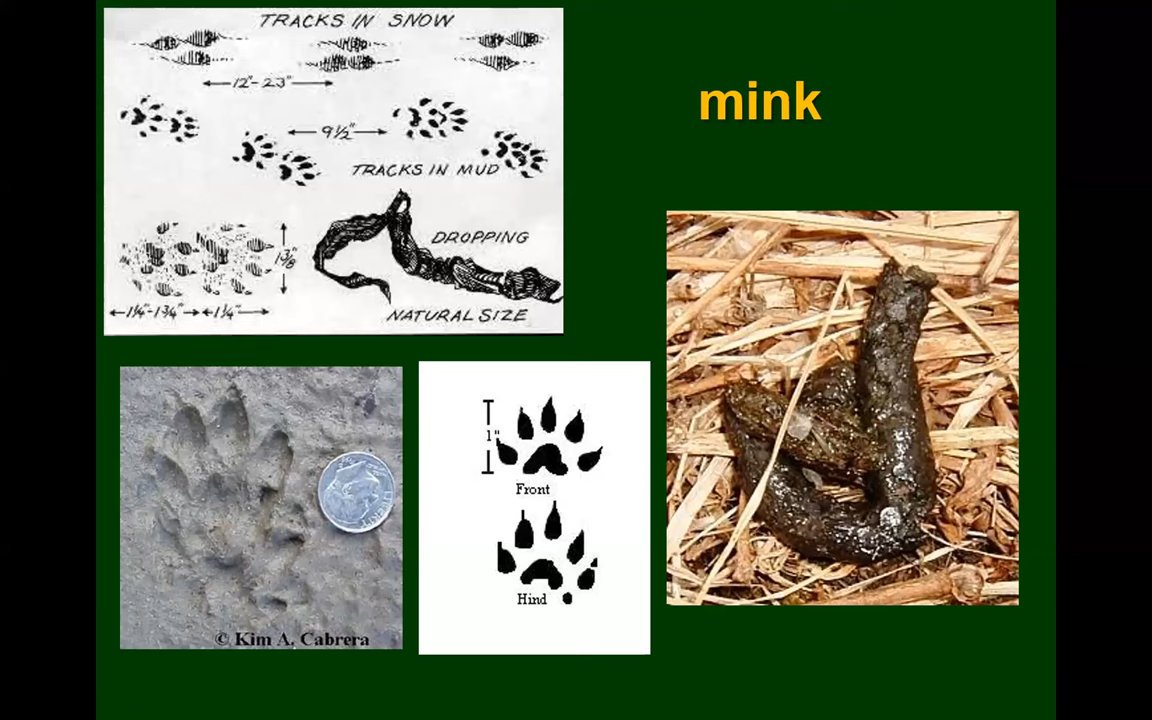 TRACKS IN SNOW
12"-23"
mink
9½"
TRACKS IN MUD
DROPPING
1⅜"
1¼"-1¾" 1¼"
NATURAL SIZE
1"
Front
Hind
LIBERTY
© Kim A. Cabrera